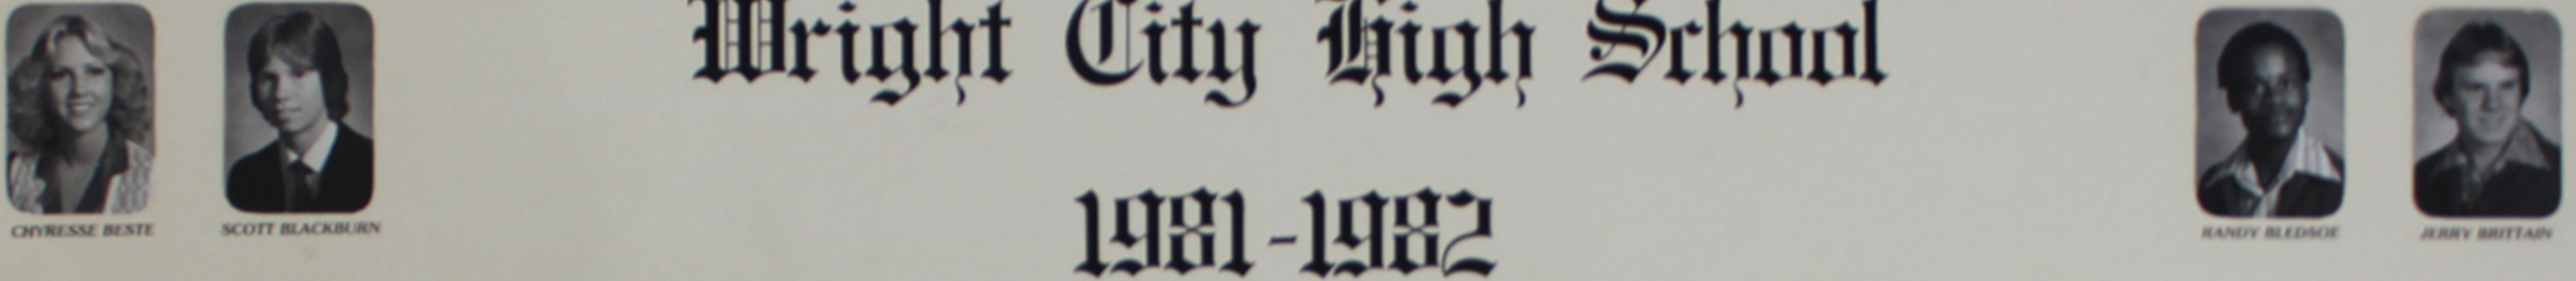 Wright City High School
1981-1982
CHYRESSE BESTE
SCOTT BLACKBURN
RANDY BLEDSOE
JERRY BRITTAIN